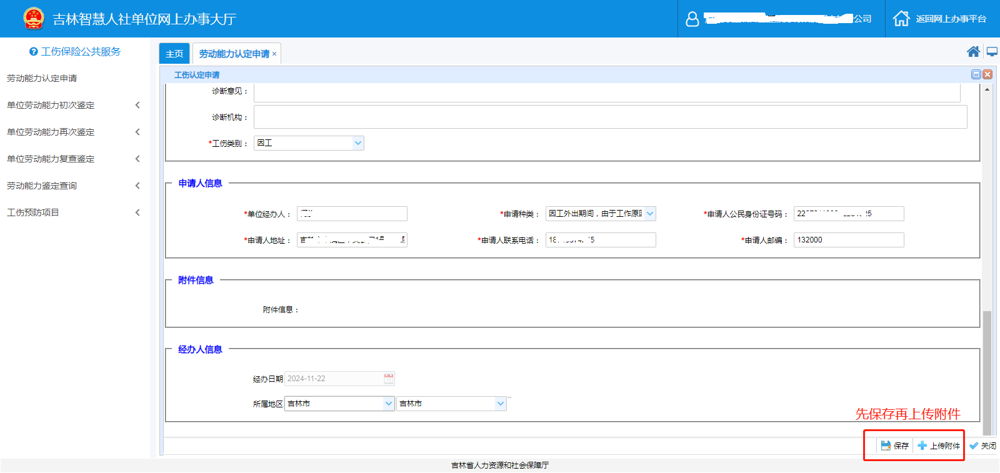 吉林智慧人社单位网上办事大厅
公司
返回网上办事平台
工伤保险公共服务
劳动能力认定申请
单位劳动能力初次鉴定
单位劳动能力再次鉴定
单位劳动能力复查鉴定
劳动能力鉴定查询
工伤预防项目
主页
劳动能力认定申请 ×
工伤认定申请
诊断意见：
诊断机构：
*工伤类别： 因工
申请人信息
*单位经办人：
*申请种类： 因工外出期间，由于工作原因
*申请人公民身份证号码：
*申请人地址：
*申请人联系电话：
*申请人邮编： 132000
附件信息
附件信息：
经办人信息
经办日期 2024-11-22
所属地区 吉林市 吉林市
先保存再上传附件
保存 上传附件 关闭
吉林省人力资源和社会保障厅